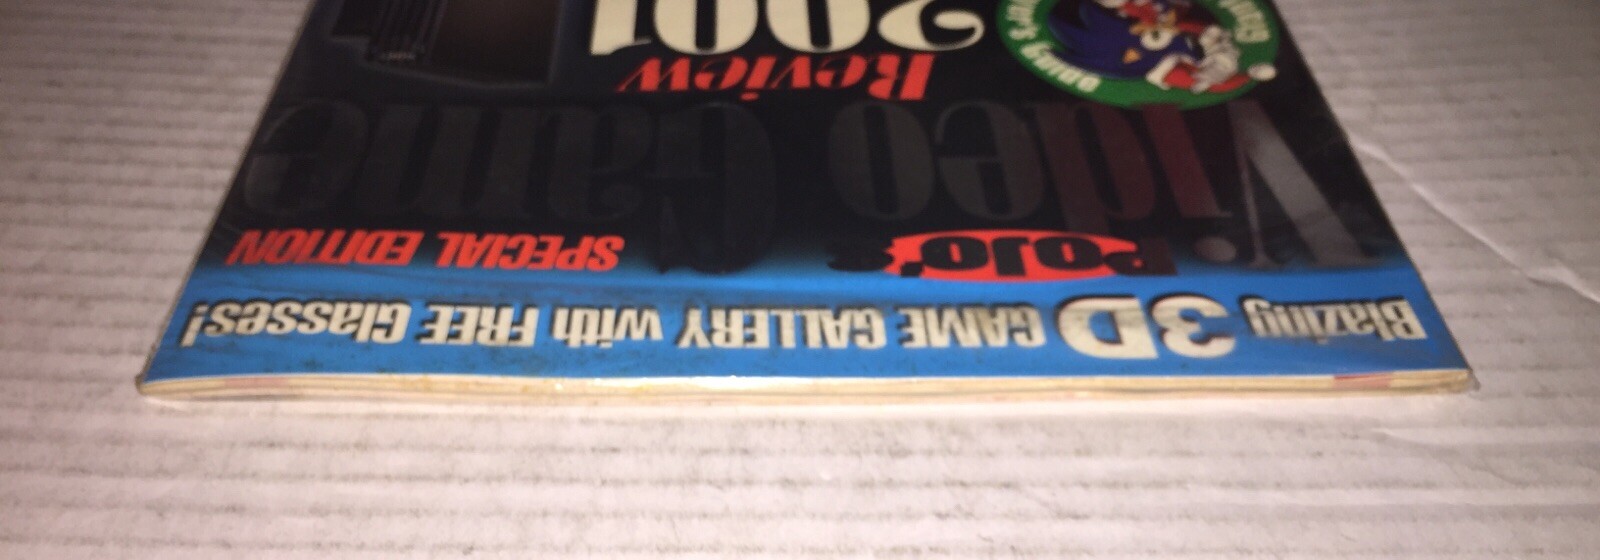 Blazing 3D GAME GALLERY with FREE Glasses!
Pojo's SPECIAL EDITION
Video Game
Review
2001